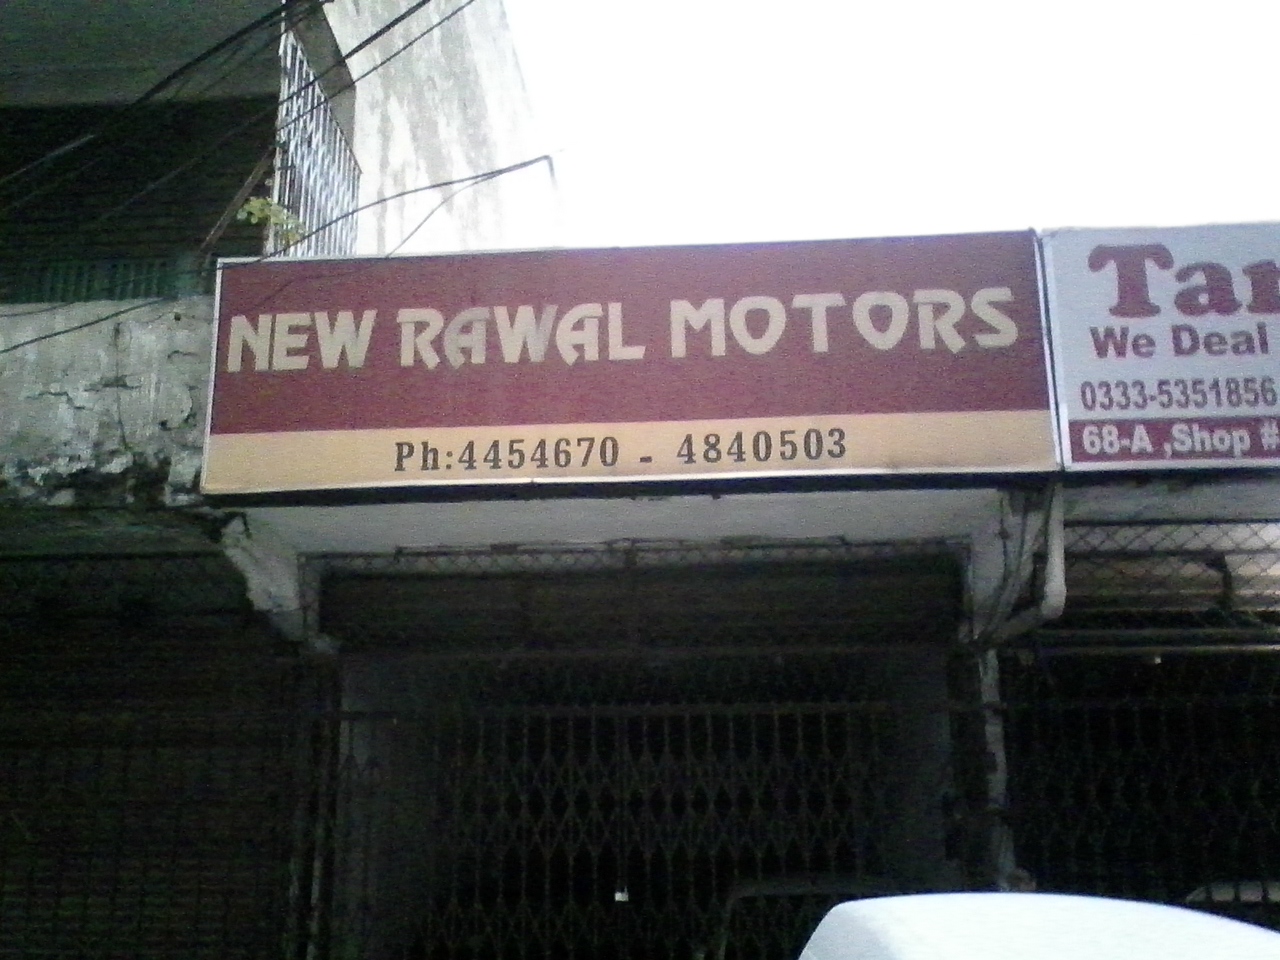 NEW RAWAL MOTORS
Ph:4454670 - 4840503
We Deal
0333-5351856
68-A ,Shop #